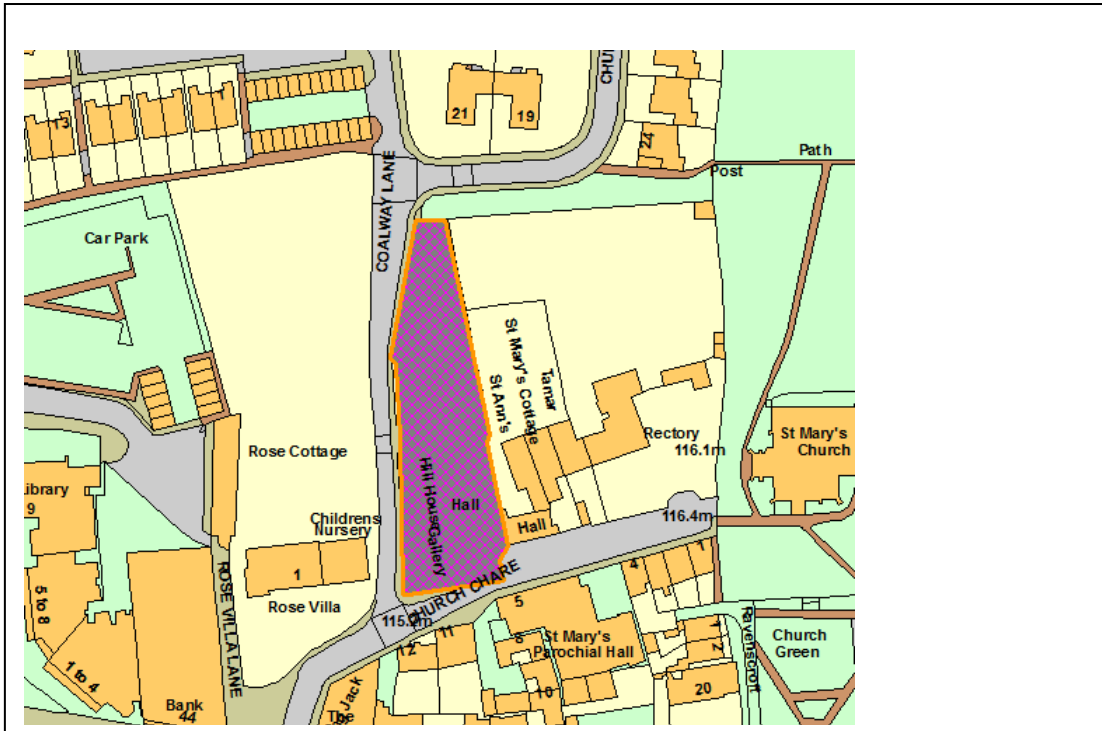 CHU
21
19
13
1
24
Path
Post
COALWAY LANE
Car Park
St Mary's Cottage
Tamar
St Ann's
Rose Cottage
Rectory
116.1m
St Mary's
Church
Library
9
Hill House
Gallery
Hall
Hall
Childrens
Nursery
116.4m
1
Rose Villa
CHURCH CHARE
115.
m
4
1
5
5 to 8
ROSE VILLA LANE
12
11
St Mary's
Parochial Hall
Ravenscroft
Church
Green
1 to 4
10
20
Jack
The
Bank
44